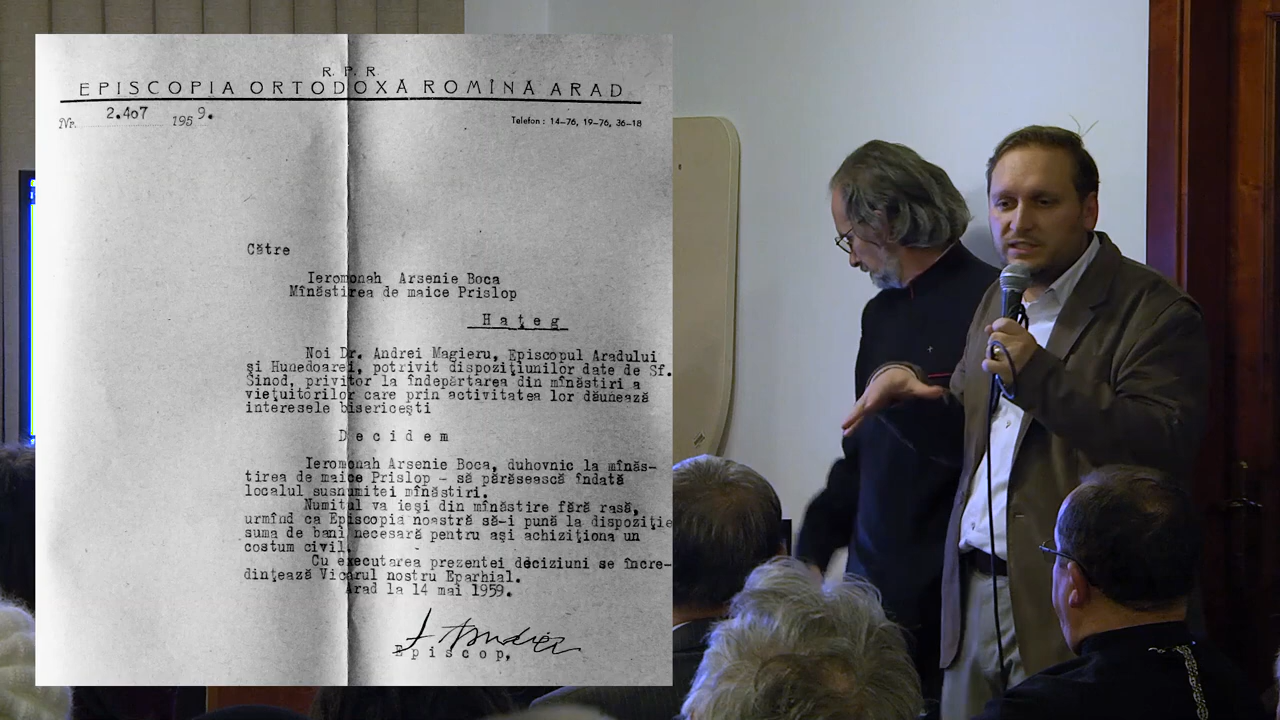 R. P. R.
EPISCOPIA ORTODOXĂ ROMÎNĂ ARAD
Nr. 2.407 1959.
Telefon: 14–76, 19–76, 36–18
Către
Ieromonah Arsenie Boca
Mînăstirea de maice Prislop
Haţeg
Noi Dr. Andrei Magieru, Episcopul Aradului
şi Hunedoarei, potrivit dispoziţiunilor date de Sf.
Sinod, privitor la îndepărtarea din mînăstiri a
vieţuitorilor care prin activitatea lor dăunează
interesele bisericeşti
Decidem
Ieromonah Arsenie Boca, duhovnic la mînăs-
tirea de maice Prislop - să părăsească îndată
localul susnumitei mînăstiri.
Numitul va ieşi din mînăstire fără rasă,
urmînd ca Episcopia noastră să-i pună la dispoziţie
suma de bani necesară pentru aşi achiziţiona un
costum civil.
Cu executarea prezentei deciziuni se încre-
dinţează Vicarul nostru Eparhial.
Arad la 14 mai 1959.
Episcop,